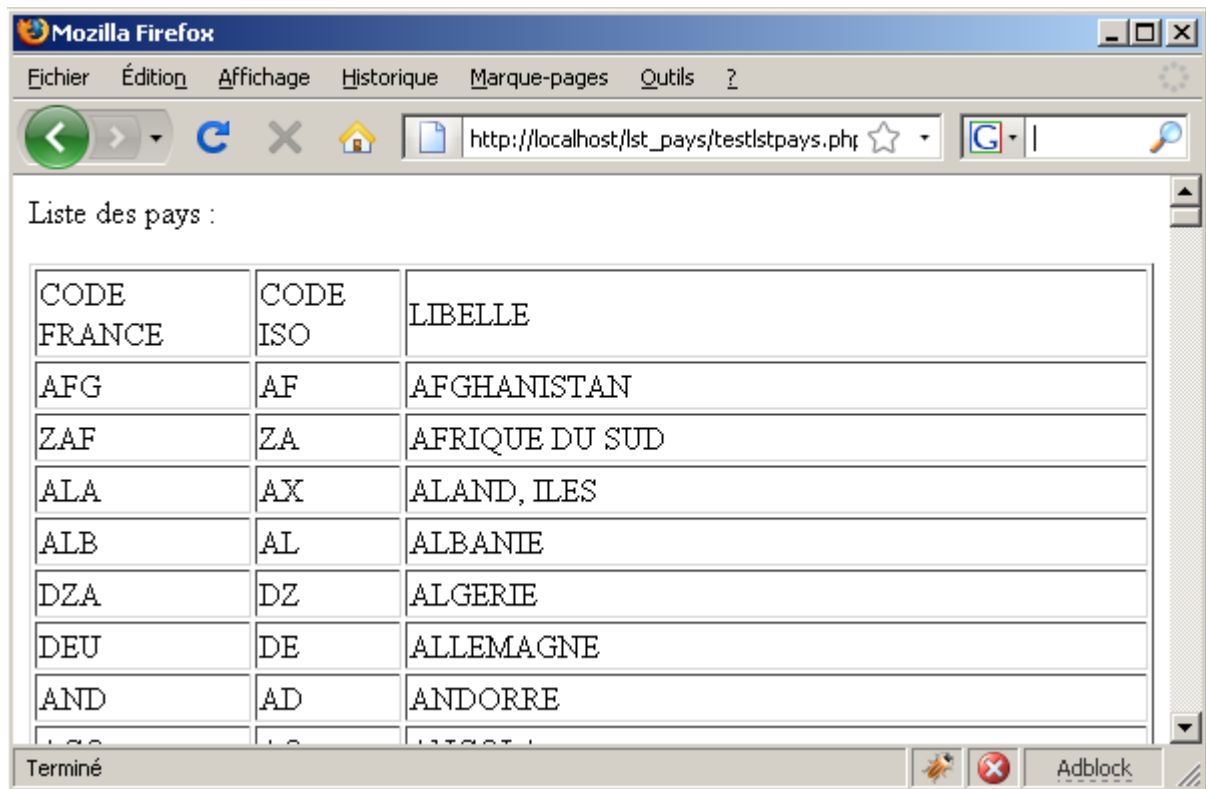 Mozilla Firefox
Fichier Édition Affichage Historique Marque-pages Outils ?
http://localhost/lst_pays/testlstpays.php
G
Liste des pays :
CODE FRANCE CODE ISO LIBELLE
AFG AF AFGHANISTAN
ZAF ZA AFRIQUE DU SUD
ALA AX ALAND, ILES
ALB AL ALBANIE
DZA DZ ALGERIE
DEU DE ALLEMAGNE
AND AD ANDORRE
Terminé Adblock